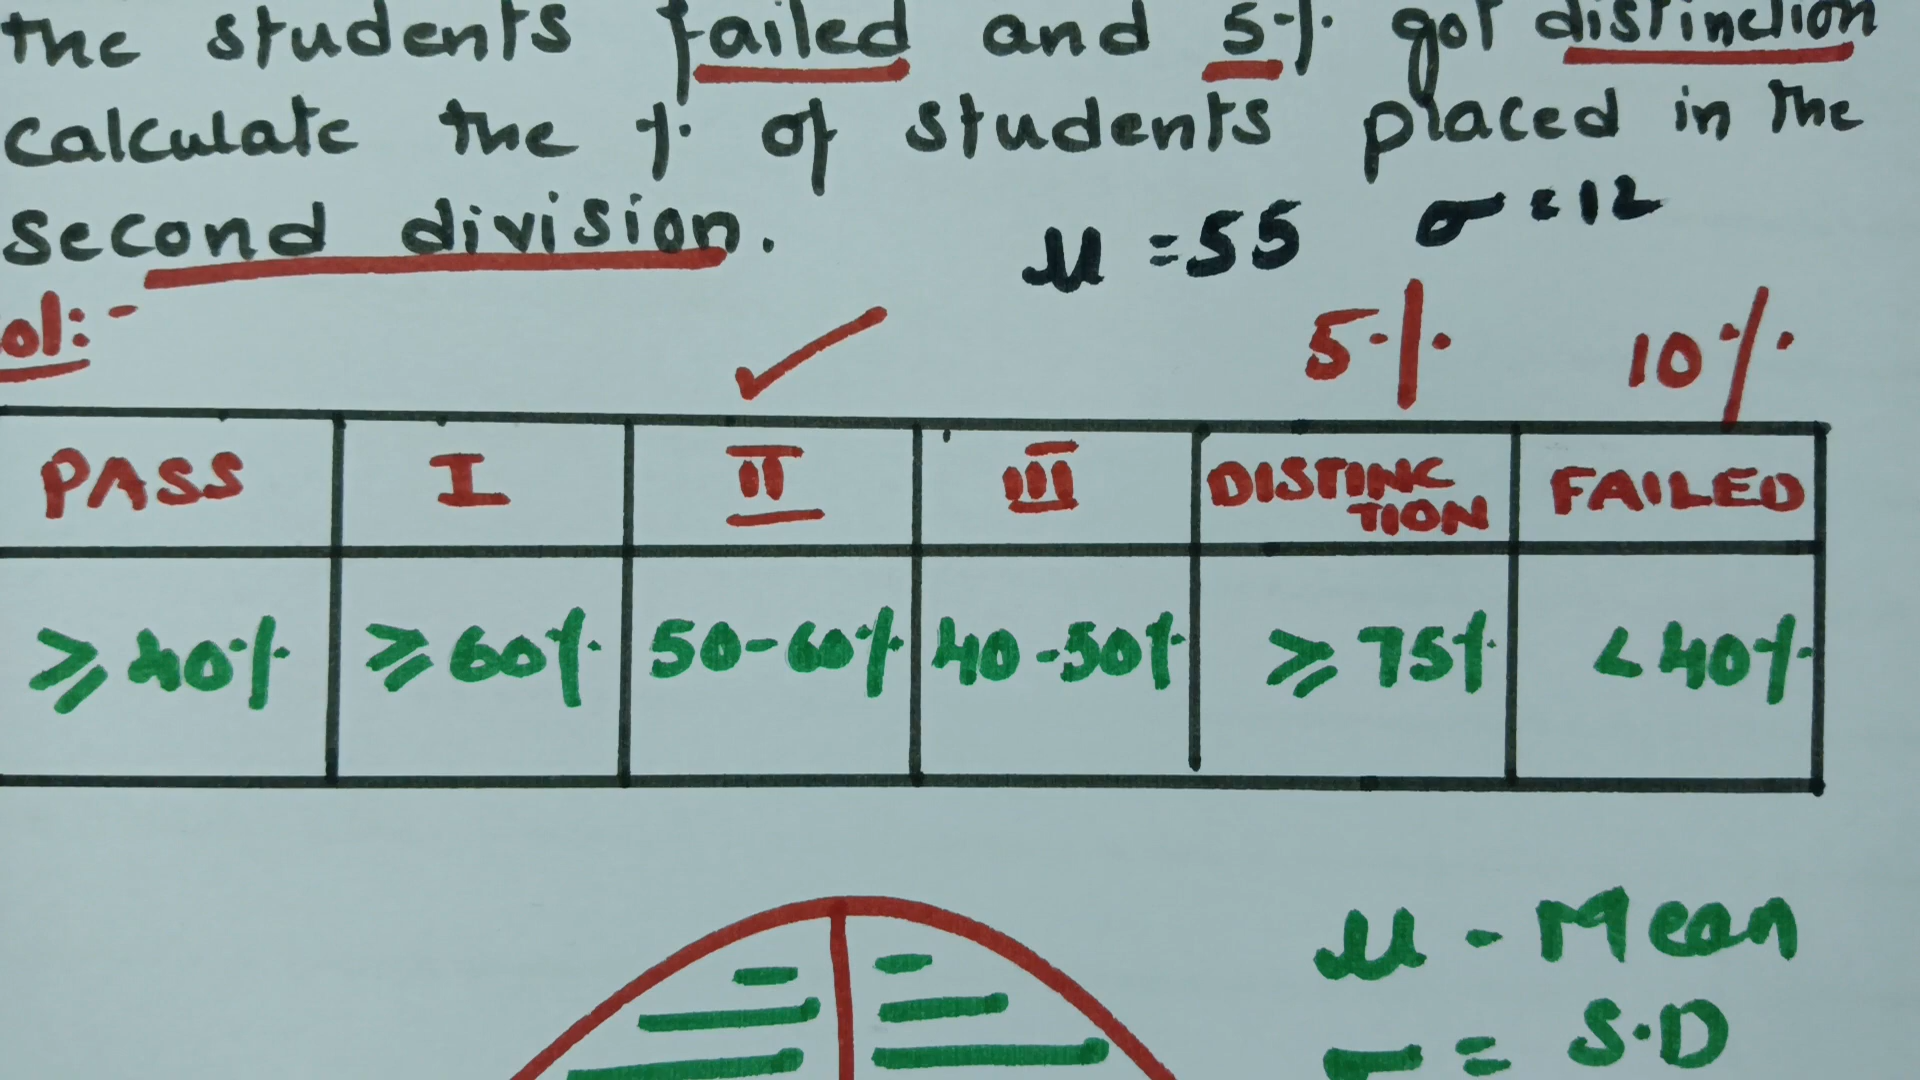 the students failed and 5% got distinction
calculate the % of students placed in the
second division. μ = 55 σ = 12
ol:-
5% 10%
PASS I II III DISTINCTION FAILED
≥ 40% ≥ 60% 50-60% 40-50% ≥ 75% < 40%
μ - Mean
σ = S.D